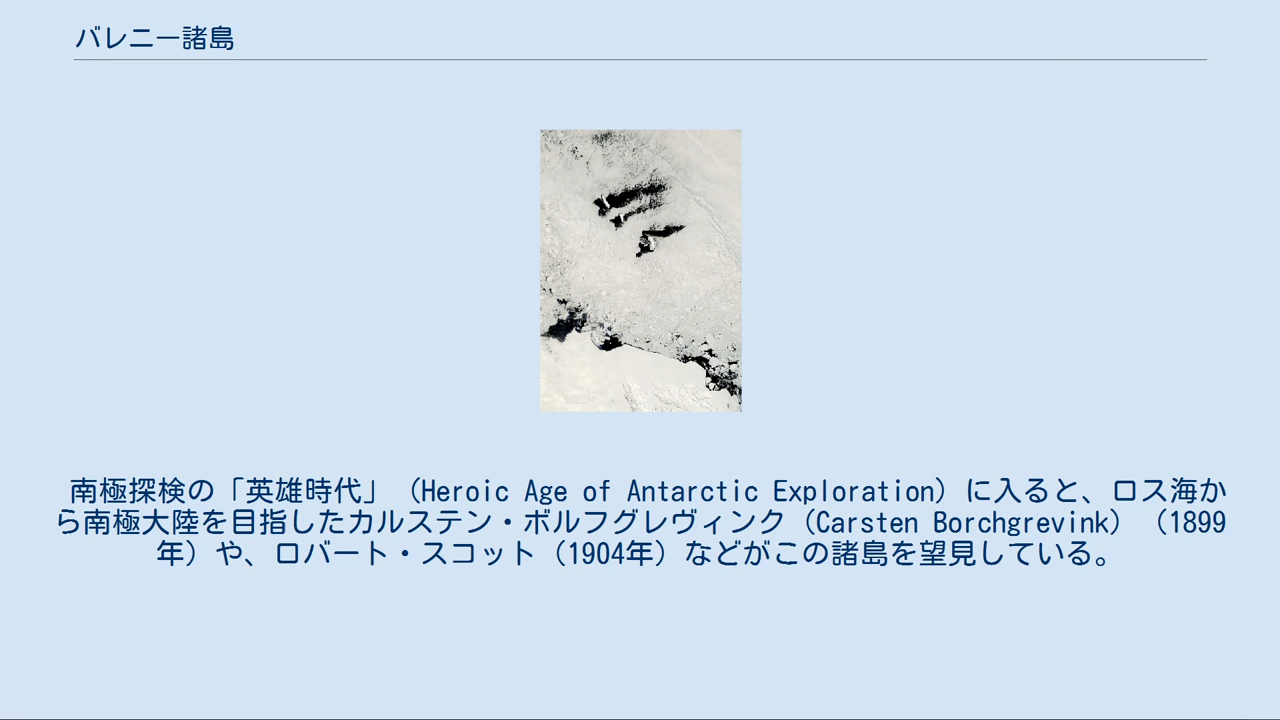 バレニー諸島
南極探検の「英雄時代」（Heroic Age of Antarctic Exploration）に入ると、ロス海か
ら南極大陸を目指したカルステン・ボルフグレヴィンク（Carsten Borchgrevink）（1899
年）や、ロバート・スコット（1904年）などがこの諸島を望見している。